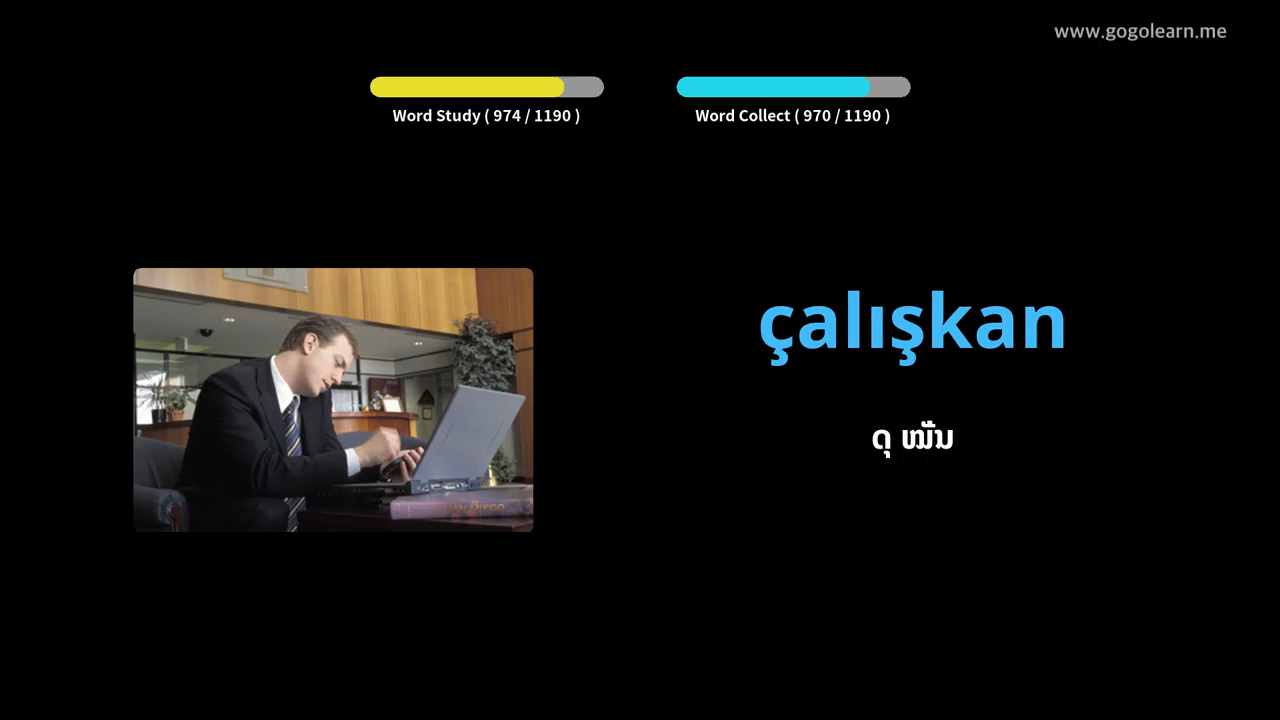 www.gogolearn.me
Word Study ( 974 / 1190 )
Word Collect ( 970 / 1190 )
çalışkan
ດຸ ໝັ່ນ